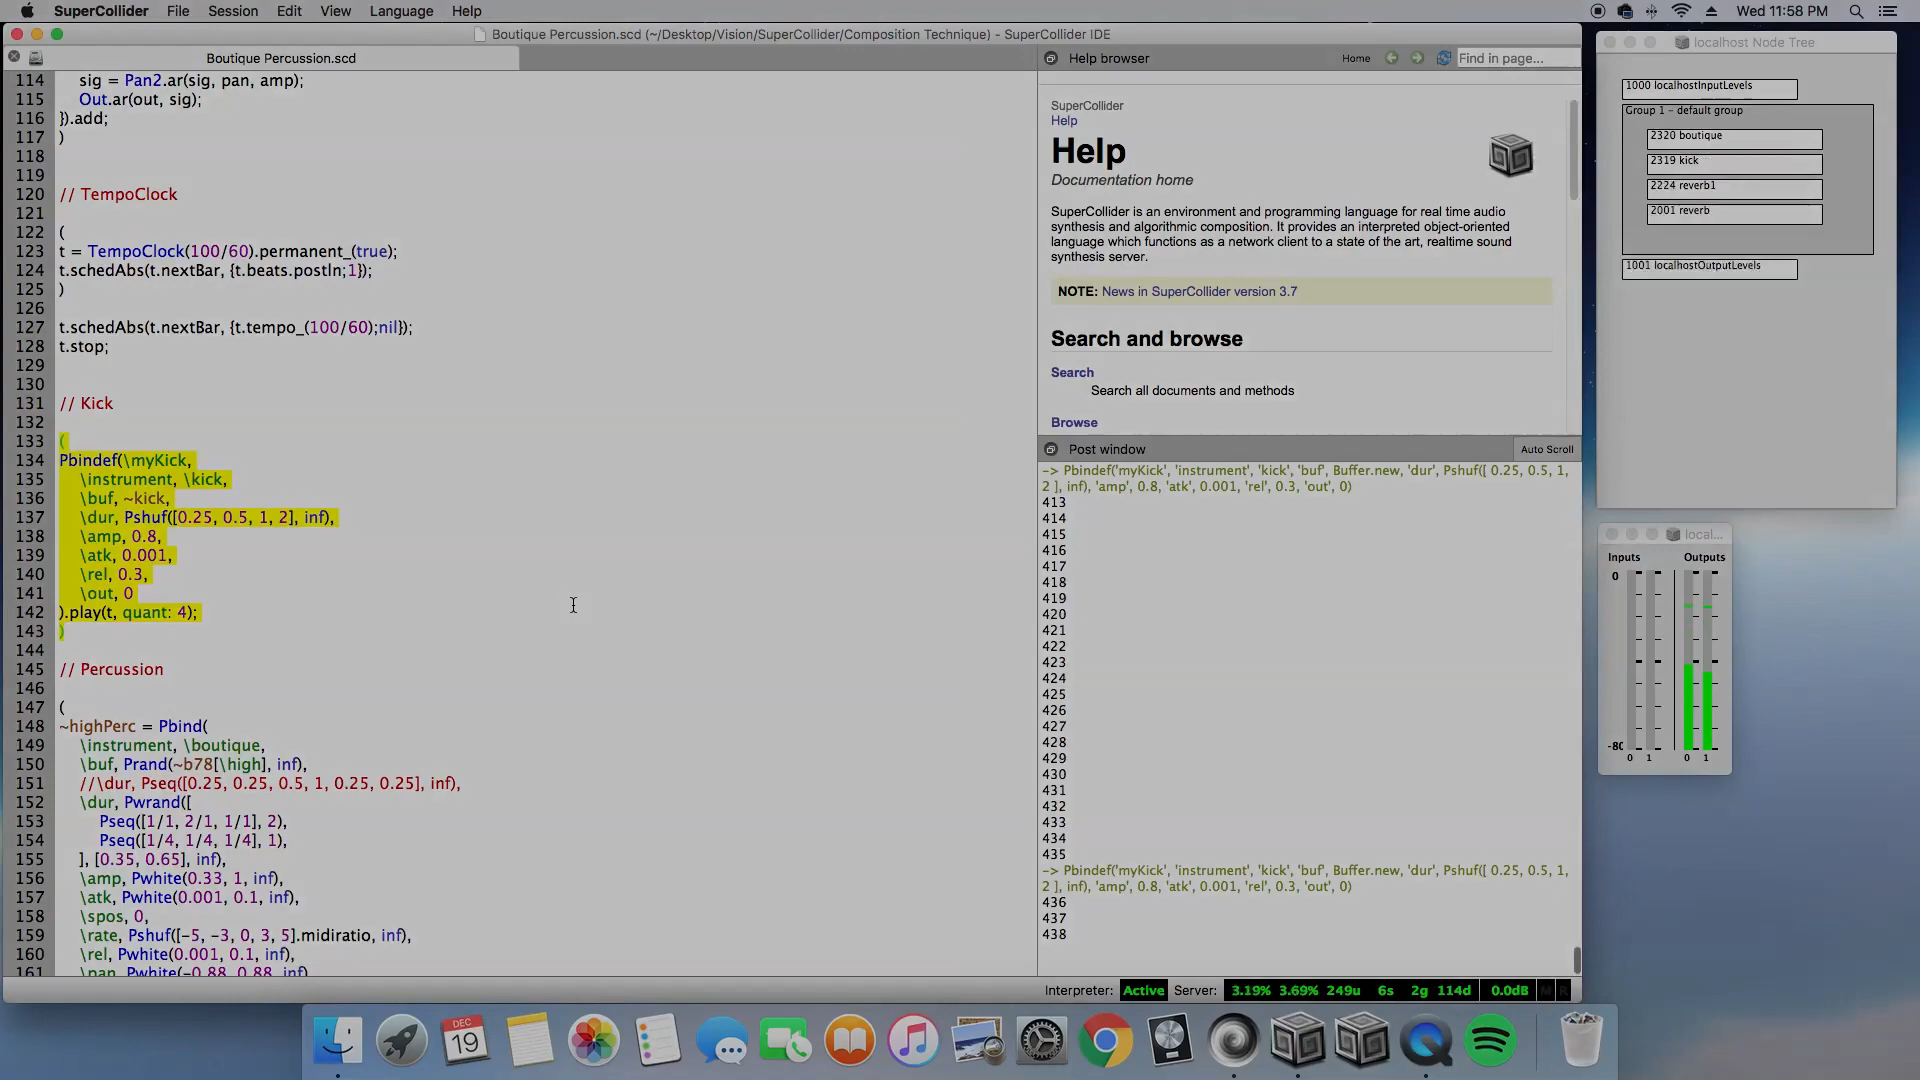 SuperCollider File Session Edit View Language Help
Wed 11:58 PM
Boutique Percussion.scd (~/Desktop/Vision/SuperCollider/Composition Technique) - SuperCollider IDE
Boutique Percussion.scd
114 sig = Pan2.ar(sig, pan, amp);
115 Out.ar(out, sig);
116 }).add;
117 )
118
119
120 // TempoClock
121
122 (
123 t = TempoClock(100/60).permanent_(true);
124 t.schedAbs(t.nextBar, {t.beats.postln;1});
125 )
126
127 t.schedAbs(t.nextBar, {t.tempo_(100/60);nil});
128 t.stop;
129
130
131 // Kick
132
133 (
134 Pbindef(\myKick,
135 \instrument, \kick,
136 \buf, ~kick,
137 \dur, Pshuf([0.25, 0.5, 1, 2], inf),
138 \amp, 0.8,
139 \atk, 0.001,
140 \rel, 0.3,
141 \out, 0
142 ).play(t, quant: 4);
143 )
144
145 // Percussion
146
147 (
148 ~highPerc = Pbind(
149 \instrument, \boutique,
150 \buf, Prand(~b78[\high], inf),
151 //\dur, Pseq([0.25, 0.25, 0.5, 1, 0.25, 0.25], inf),
152 \dur, Pwrand([
153 Pseq([1/1, 2/1, 1/1], 2),
154 Pseq([1/4, 1/4, 1/4], 1),
155 ], [0.35, 0.65], inf),
156 \amp, Pwhite(0.33, 1, inf),
157 \atk, Pwhite(0.001, 0.1, inf),
158 \spos, 0,
159 \rate, Pshuf([-5, -3, 0, 3, 5].midiratio, inf),
160 \rel, Pwhite(0.001, 0.1, inf),
161 \pan, Pwhite(-0.88, 0.88, inf)
Help browser
Home
Find in page...
SuperCollider
Help
Help
Documentation home
SuperCollider is an environment and programming language for real time audio
synthesis and algorithmic composition. It provides an interpreted object-oriented
language which functions as a network client to a state of the art, realtime sound
synthesis server.
NOTE: News in SuperCollider version 3.7
Search and browse
Search
Search all documents and methods
Browse
Post window
Auto Scroll
-> Pbindef('myKick', 'instrument', 'kick', 'buf', Buffer.new, 'dur', Pshuf([ 0.25, 0.5, 1,
2 ], inf), 'amp', 0.8, 'atk', 0.001, 'rel', 0.3, 'out', 0)
413
414
415
416
417
418
419
420
421
422
423
424
425
426
427
428
429
430
431
432
433
434
435
-> Pbindef('myKick', 'instrument', 'kick', 'buf', Buffer.new, 'dur', Pshuf([ 0.25, 0.5, 1,
2 ], inf), 'amp', 0.8, 'atk', 0.001, 'rel', 0.3, 'out', 0)
436
437
438
Interpreter: Active Server: 3.19% 3.69% 249u 6s 2g 114d 0.0dB M R
localhost Node Tree
1000 localhostInputLevels
Group 1 - default group
2320 boutique
2319 kick
2224 reverb1
2001 reverb
1001 localhostOutputLevels
local...
Inputs Outputs
0
-80
0 1 0 1
DEC
19